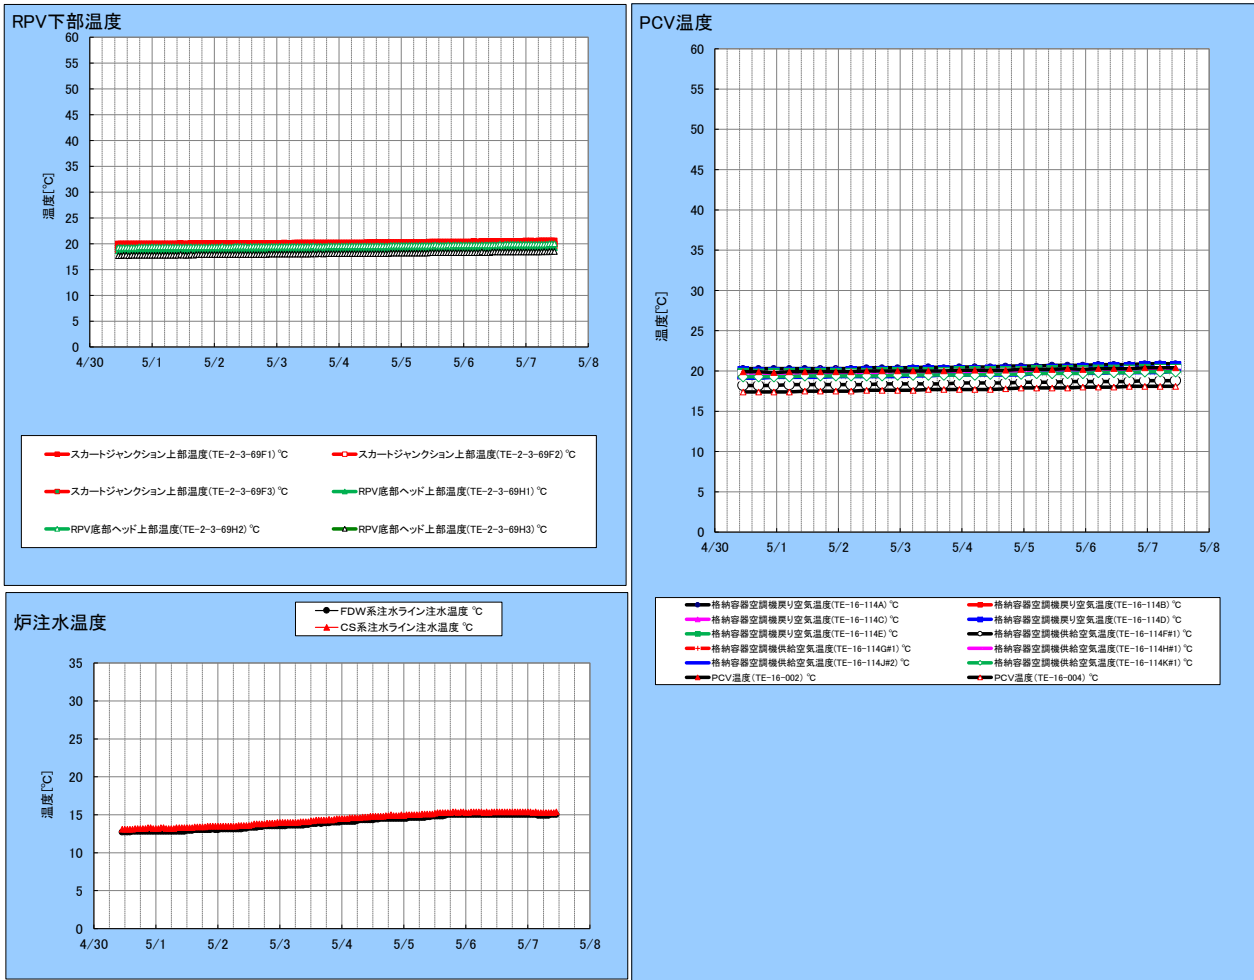 RPV下部温度
60
55
50
45
40
35
30
25
20
15
10
5
0
温度[℃]
4/30 5/1 5/2 5/3 5/4 5/5 5/6 5/7 5/8
スカートジャンクション上部温度(TE-2-3-69F1)℃ スカートジャンクション上部温度(TE-2-3-69F2)℃
スカートジャンクション上部温度(TE-2-3-69F3)℃ RPV底部ヘッド上部温度(TE-2-3-69H1)℃
RPV底部ヘッド上部温度(TE-2-3-69H2)℃ RPV底部ヘッド上部温度(TE-2-3-69H3)℃
炉注水温度
FDW系注水ライン注水温度 ℃
CS系注水ライン注水温度 ℃
35
30
25
20
15
10
5
0
温度[℃]
4/30 5/1 5/2 5/3 5/4 5/5 5/6 5/7 5/8
PCV温度
60
55
50
45
40
35
30
25
20
15
10
5
0
温度[℃]
4/30 5/1 5/2 5/3 5/4 5/5 5/6 5/7 5/8
格納容器空調機戻り空気温度(TE-16-114A)℃ 格納容器空調機戻り空気温度(TE-16-114B)℃
格納容器空調機戻り空気温度(TE-16-114C)℃ 格納容器空調機戻り空気温度(TE-16-114D)℃
格納容器空調機戻り空気温度(TE-16-114E)℃ 格納容器空調機供給空気温度(TE-16-114F#1)℃
格納容器空調機供給空気温度(TE-16-114G#1)℃ 格納容器空調機供給空気温度(TE-16-114H#1)℃
格納容器空調機供給空気温度(TE-16-114J#2)℃ 格納容器空調機供給空気温度(TE-16-114K#1)℃
PCV温度(TE-16-002)℃ PCV温度(TE-16-004)℃